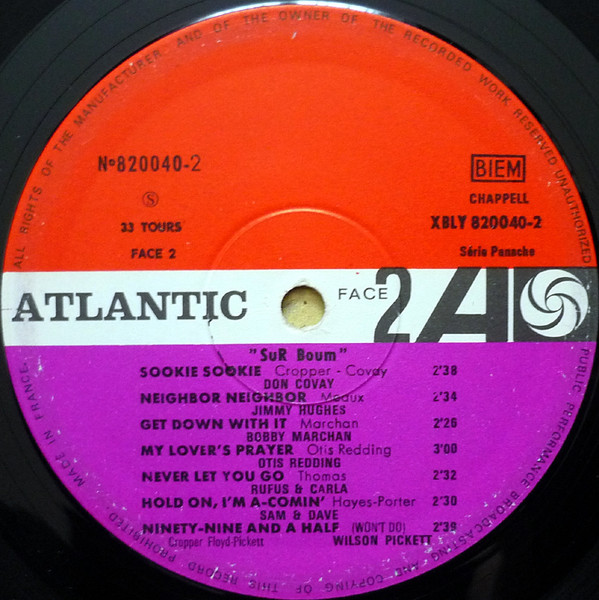 ALL RIGHTS OF THE MANUFACTURER AND OF THE OWNER OF THE RECORDED WORK RESERVED UNAUTHORIZED
PUBLIC PERFORMANCE BROADCASTING AND COPYING OF THIS RECORD PROHIBITED. MADE IN FRANCE.
No820040-2
BIEM
CHAPPELL
S
33 TOURS
XBLY 820040-2
FACE 2
Série Panache
ATLANTIC
FACE 2
A
"SuR Boum"
SOOKIE SOOKIE Cropper - Covay 2'38
DON COVAY
NEIGHBOR NEIGHBOR Meaux 2'34
JIMMY HUGHES
GET DOWN WITH IT Marchan 2'26
BOBBY MARCHAN
MY LOVER'S PRAYER Otis Redding 3'00
OTIS REDDING
NEVER LET YOU GO Thomas 2'32
RUFUS & CARLA
HOLD ON, I'M A-COMIN' Hayes-Porter 2'30
SAM & DAVE
NINETY-NINE AND A HALF (WON'T DO) 2'39
Cropper Floyd-Pickett WILSON PICKETT